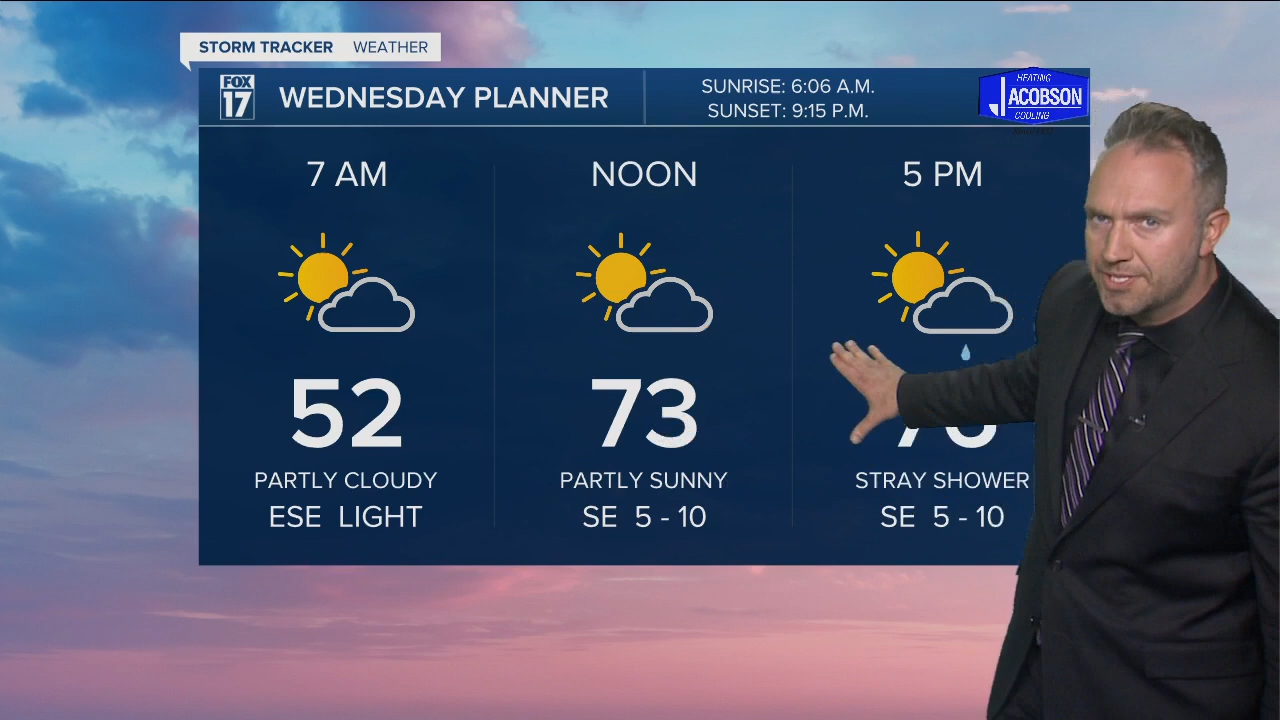 STORM TRACKER WEATHER
FOX
17
WEDNESDAY PLANNER
SUNRISE: 6:06 A.M.
SUNSET: 9:15 P.M.
HEATING
JACOBSON
COOLING
7 AM
52
PARTLY CLOUDY
ESE LIGHT
NOON
73
PARTLY SUNNY
SE 5 - 10
5 PM
STRAY SHOWER
SE 5 - 10